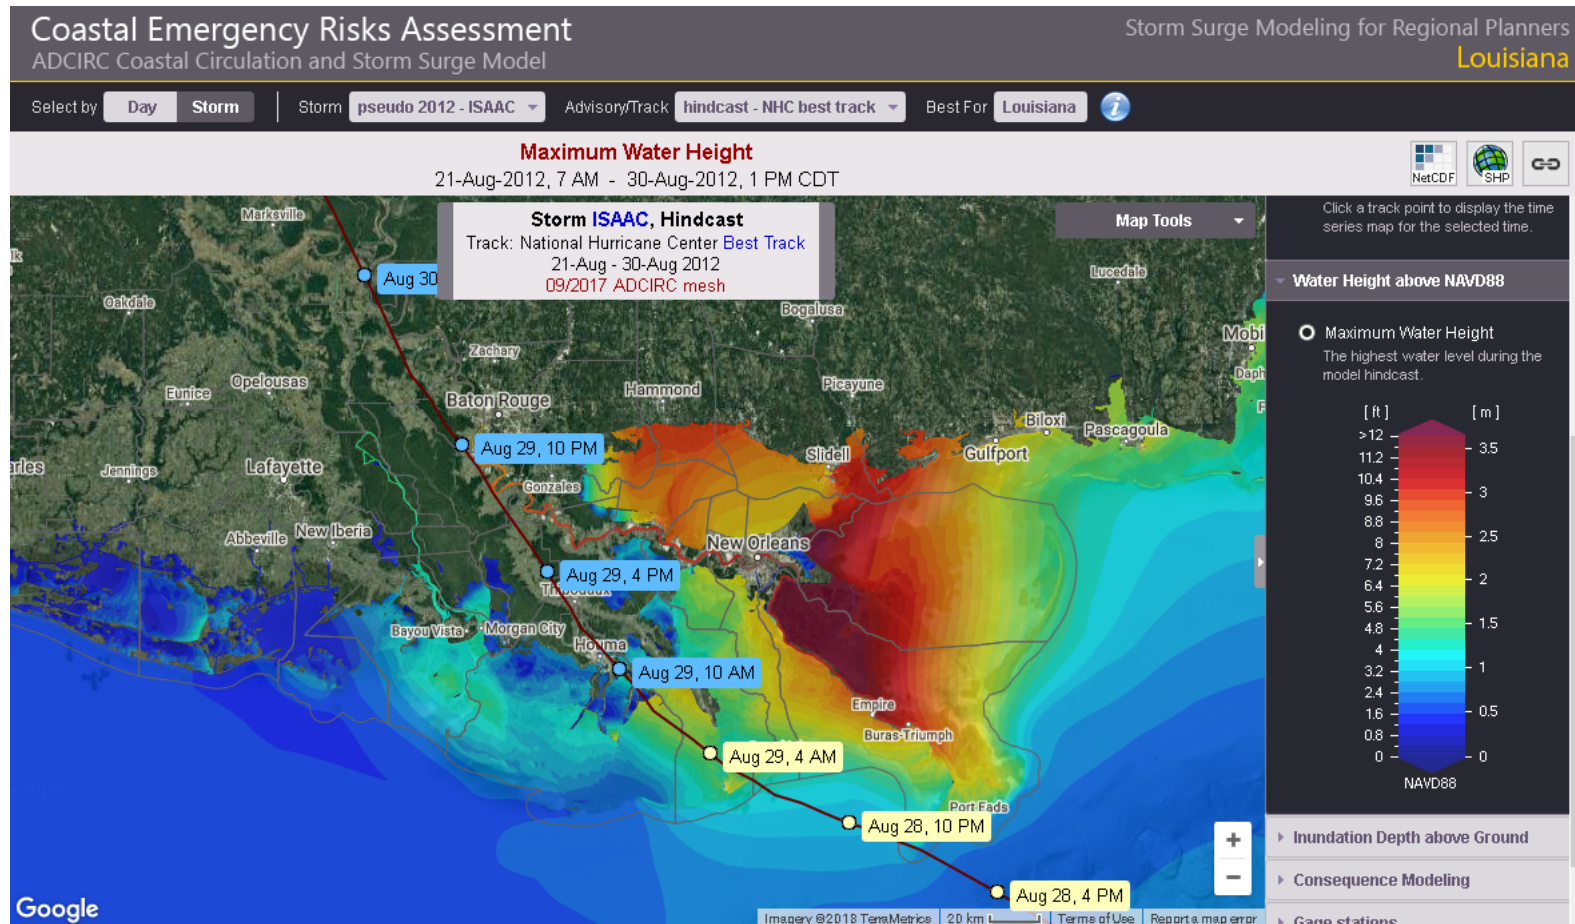 Coastal Emergency Risks Assessment
ADCIRC Coastal Circulation and Storm Surge Model
Storm Surge Modeling for Regional Planners
Louisiana
Select by Day Storm Storm pseudo 2012 - ISAAC Advisory/Track hindcast - NHC best track Best For Louisiana i
Maximum Water Height
21-Aug-2012, 7 AM - 30-Aug-2012, 1 PM CDT
NetCDF SHP
Storm ISAAC, Hindcast
Track: National Hurricane Center Best Track
21-Aug - 30-Aug 2012
09/2017 ADCIRC mesh
Map Tools
Click a track point to display the time
series map for the selected time.
Water Height above NAVD88
Maximum Water Height
The highest water level during the
model hindcast.
[ ft ] [ m ]
>12
11.2
10.4
9.6
8.8
8
7.2
6.4
5.6
4.8
4
3.2
2.4
1.6
0.8
0
3.5
3
2.5
2
1.5
1
0.5
0
NAVD88
Inundation Depth above Ground
Consequence Modeling
Gage stations
Marksville
Aug 30
Lucedale
Oakdale
Bogalusa
Mobi
Zachary
Daph
Opelousas
Eunice
Hammond
Picayune
Baton Rouge
Biloxi
Pascagoula
Aug 29, 10 PM
Slidell
Gulfport
Lafayette
Jennings
Gonzales
Abbeville
New Iberia
New Orleans
Aug 29, 4 PM
Bayou Vista
Morgan City
Houma
Aug 29, 10 AM
Empire
Buras-Triumph
Aug 29, 4 AM
Port Eads
Aug 28, 10 PM
+
−
Aug 28, 4 PM
Google
Imagery ©2018 TerraMetrics 20 km Terms of Use Report a map error